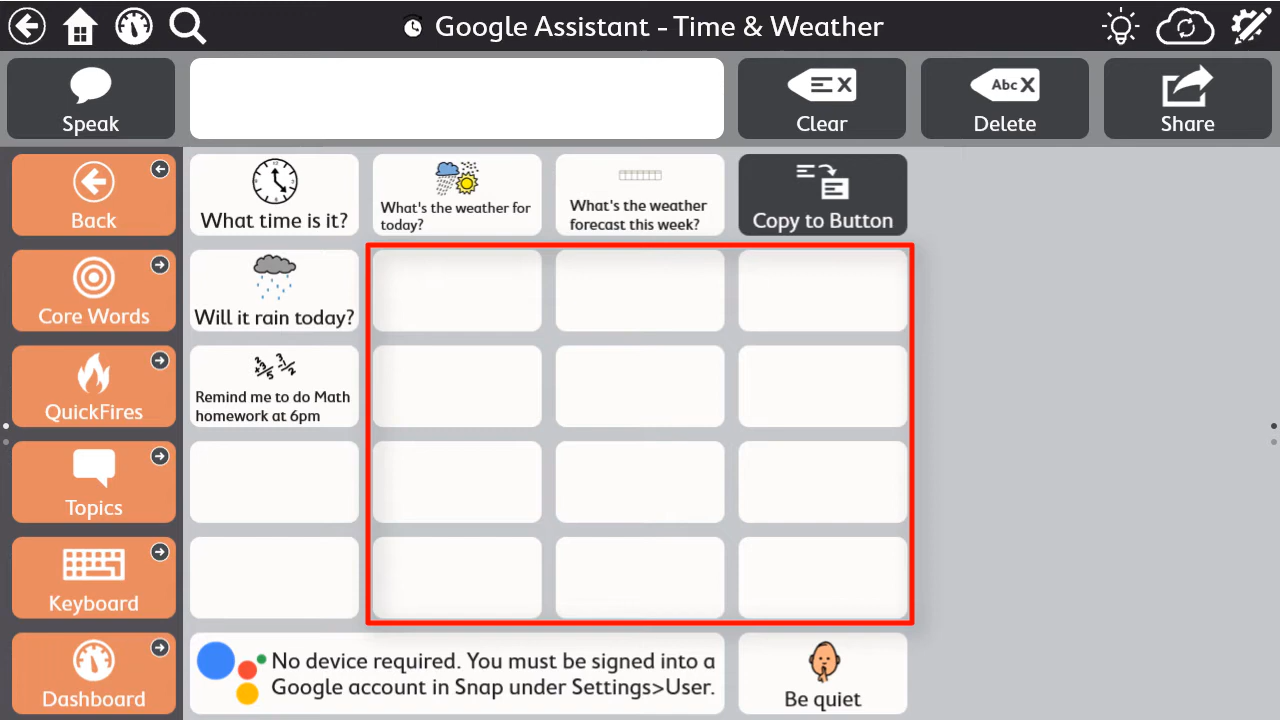 Google Assistant - Time & Weather
Speak
Clear
Abc X
Delete
Share
Back
What time is it?
What's the weather for
today?
What's the weather
forecast this week?
Copy to Button
Core Words
Will it rain today?
QuickFires
Remind me to do Math
homework at 6pm
Topics
Keyboard
Dashboard
No device required. You must be signed into a
Google account in Snap under Settings>User.
Be quiet